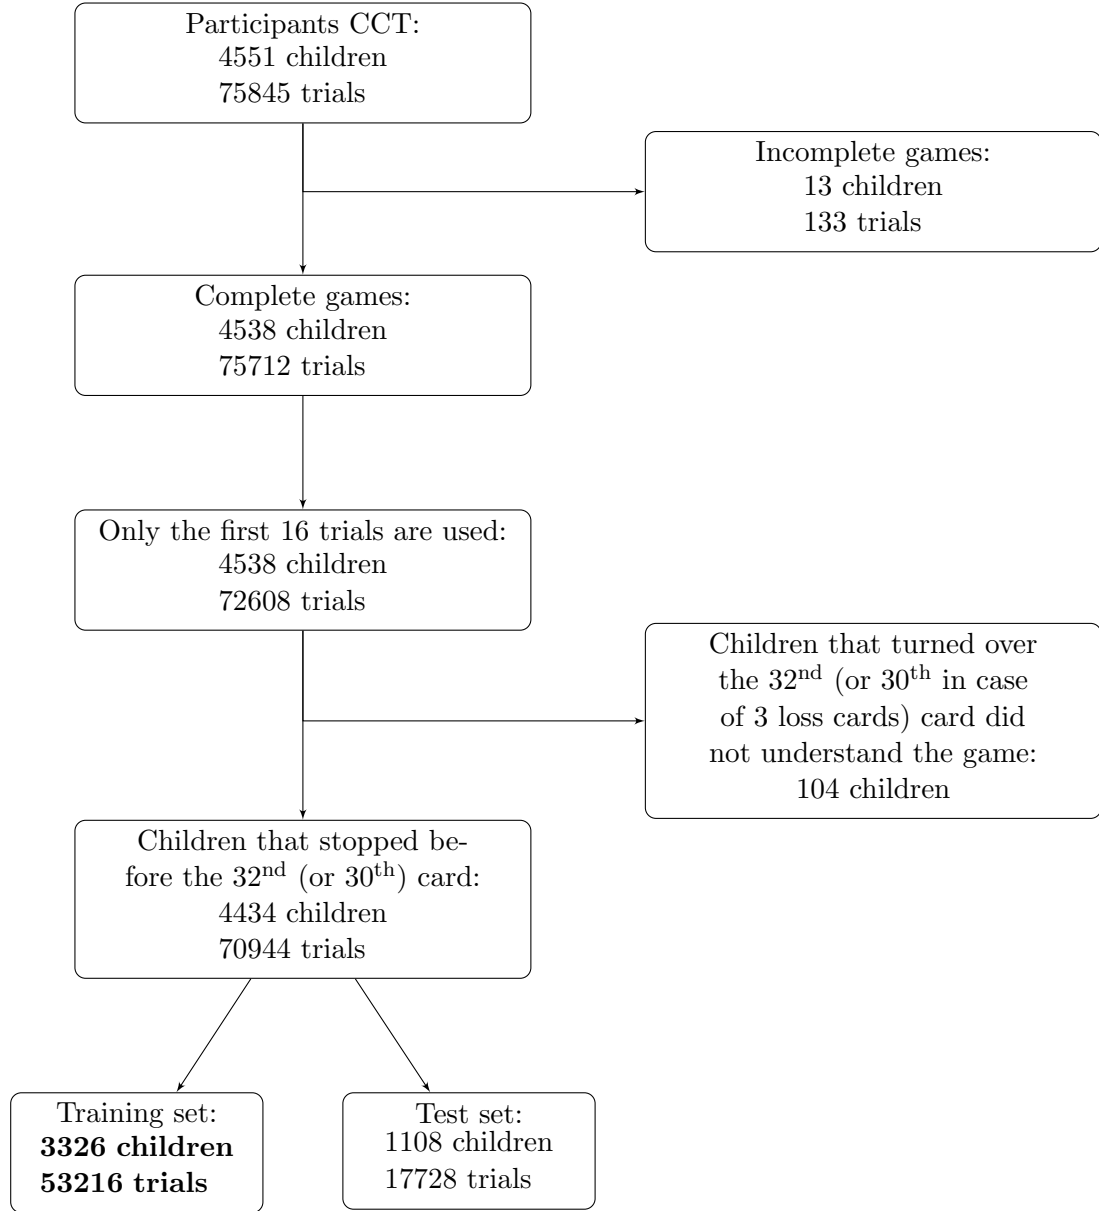 Participants CCT:
4551 children
75845 trials
Incomplete games:
13 children
133 trials
Complete games:
4538 children
75712 trials
Only the first 16 trials are used:
4538 children
72608 trials
Children that turned over
the 32nd (or 30th in case
of 3 loss cards) card did
not understand the game:
104 children
Children that stopped be-
fore the 32nd (or 30th) card:
4434 children
70944 trials
Training set:
3326 children
53216 trials
Test set:
1108 children
17728 trials